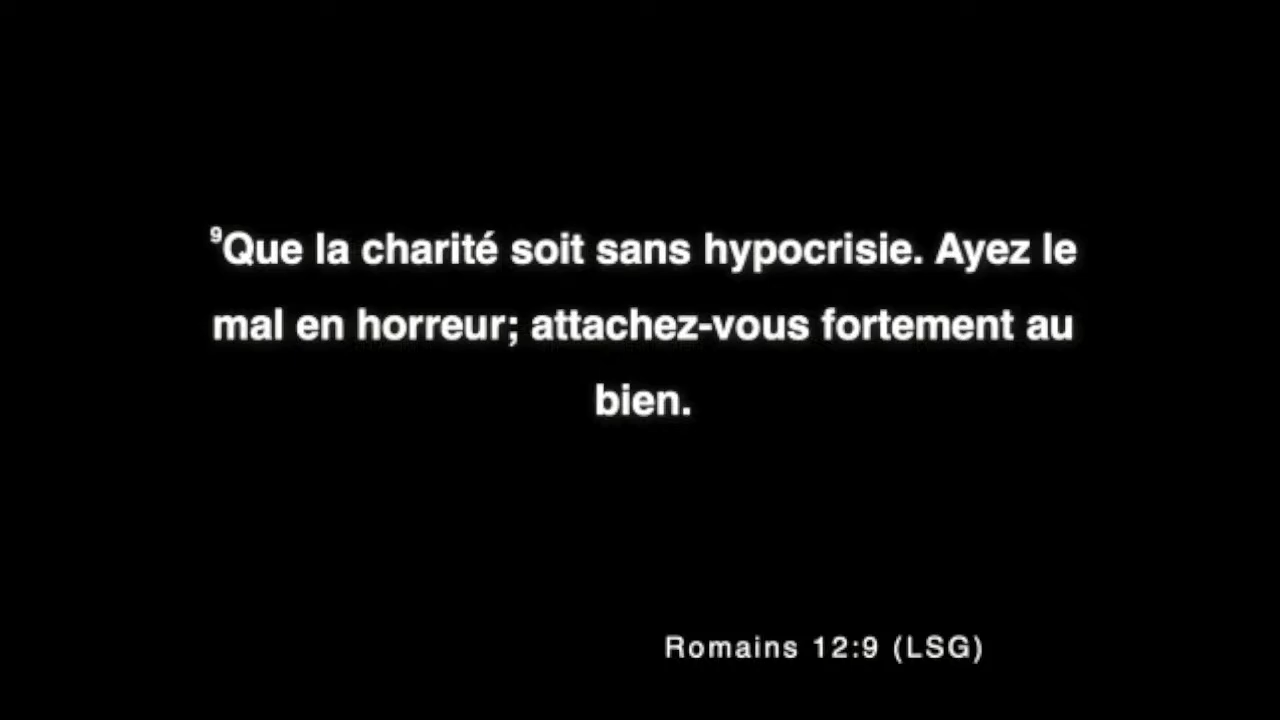 ⁹Que la charité soit sans hypocrisie. Ayez le
mal en horreur; attachez-vous fortement au
bien.
Romains 12:9 (LSG)